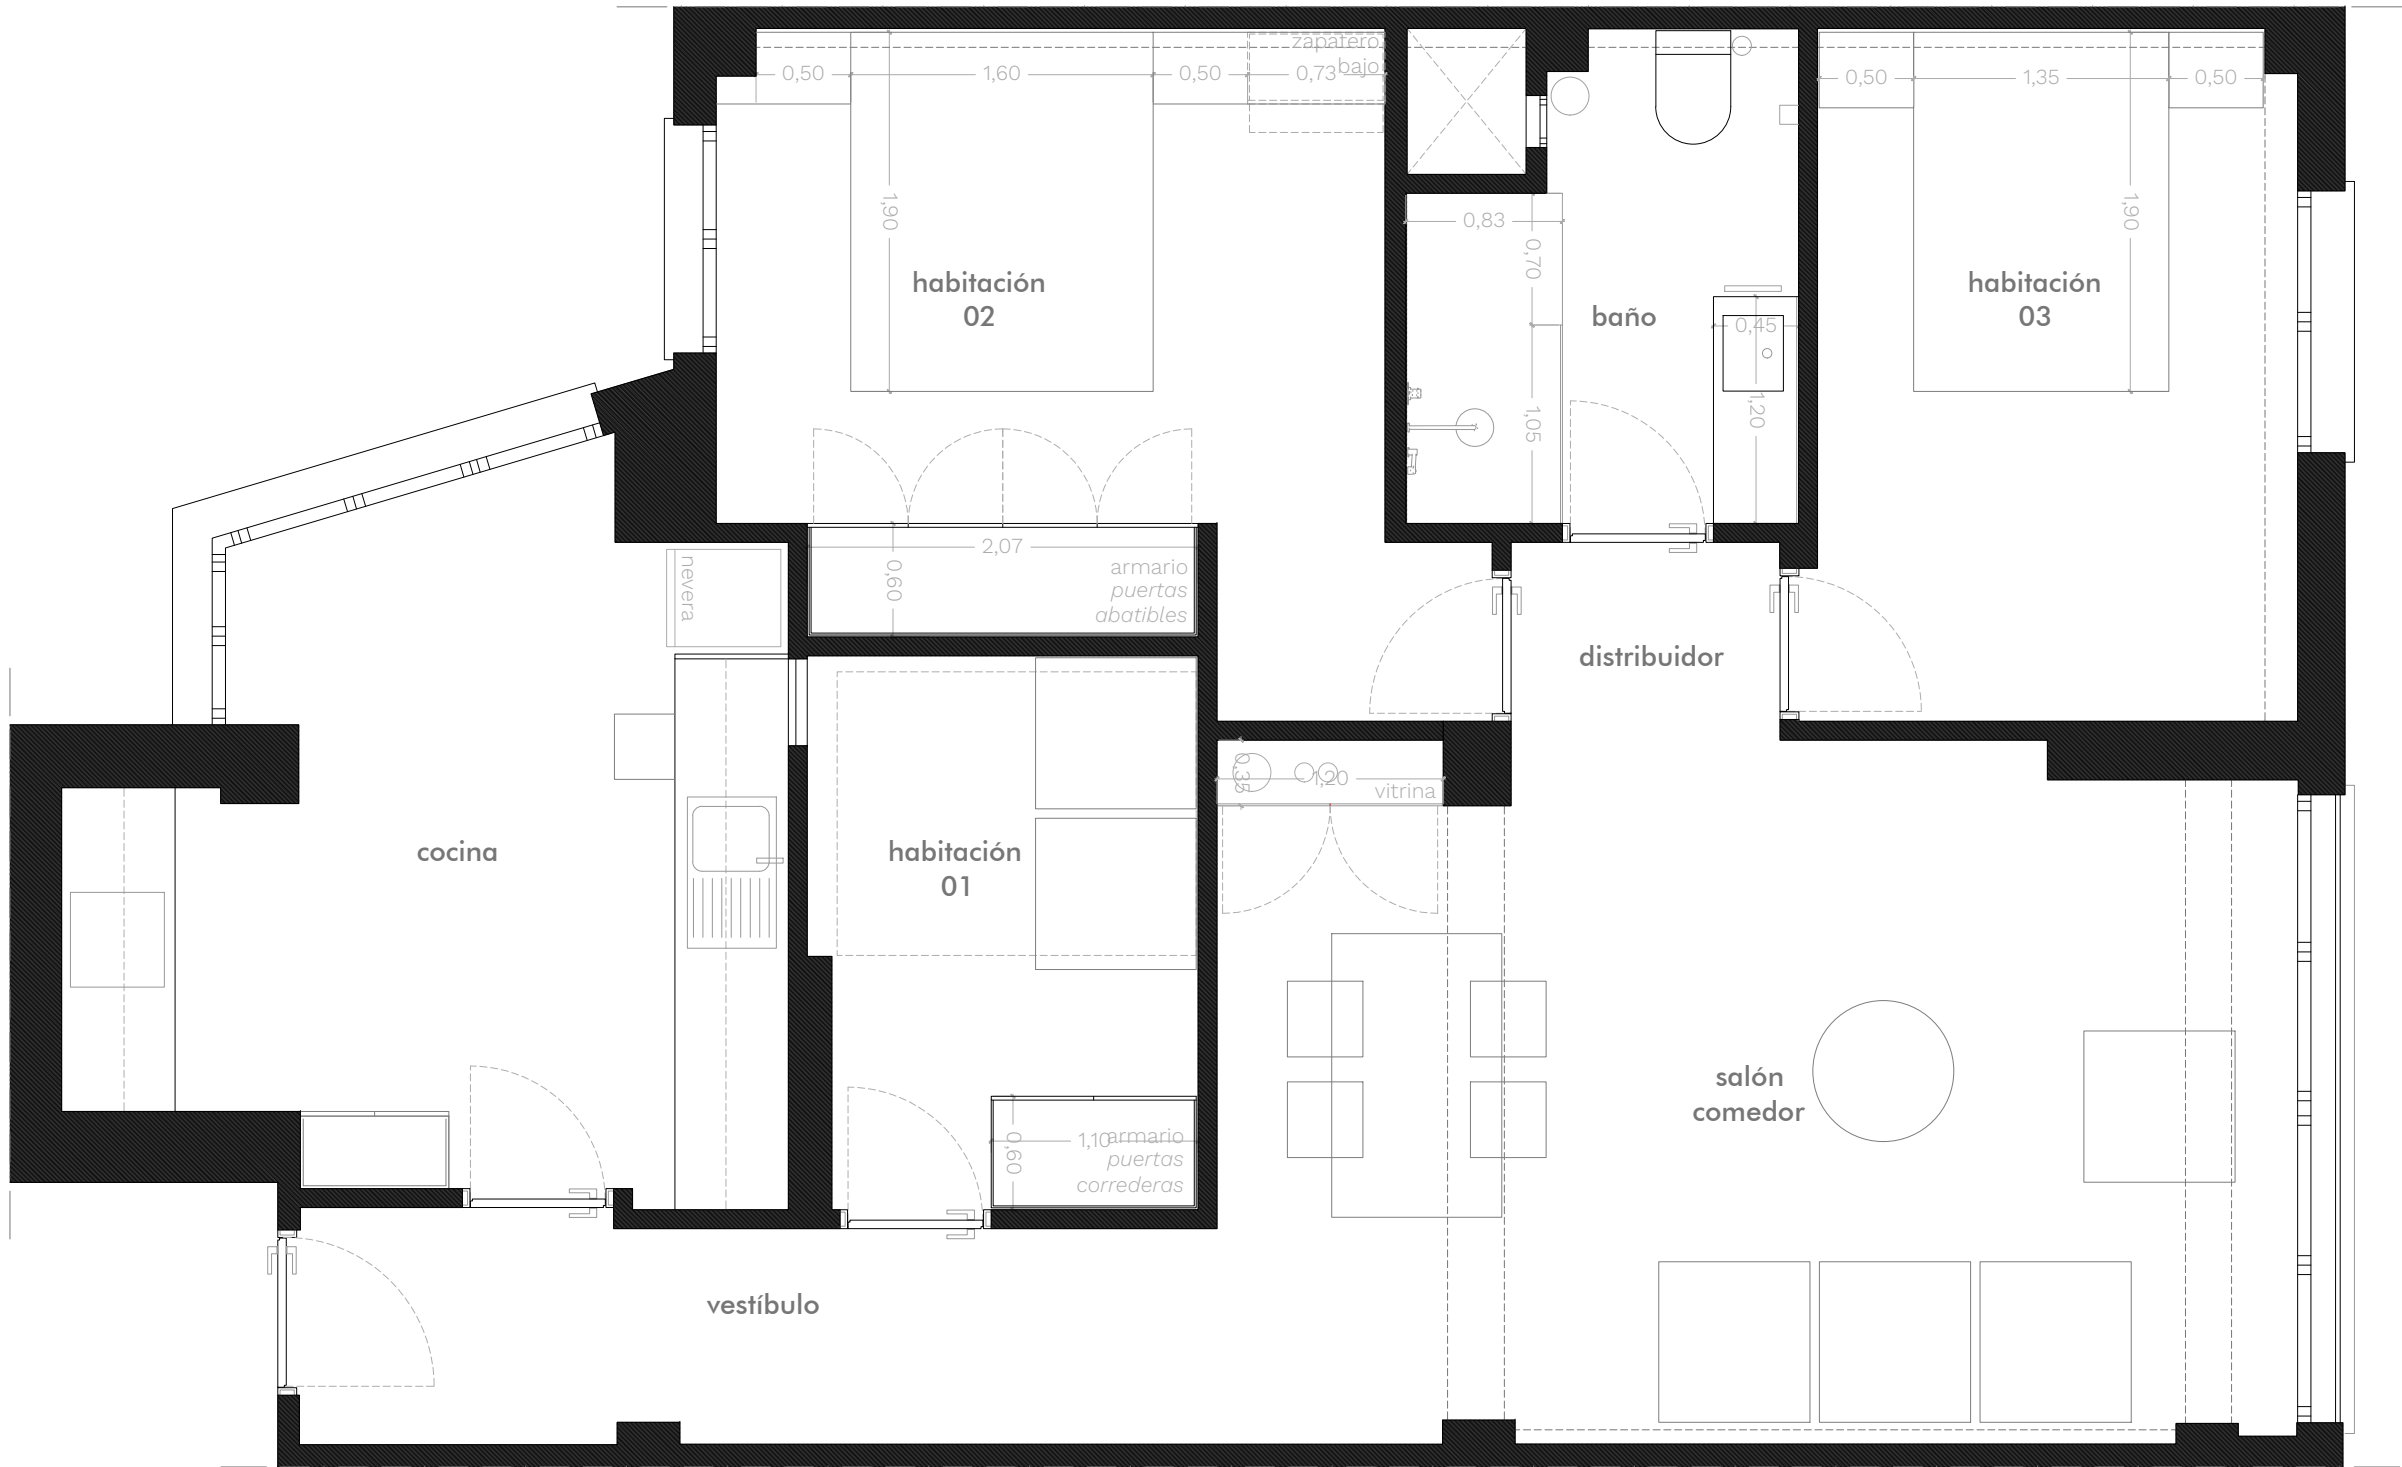 zapatero
bajo
0,50
1,60
0,50
0,73
0,50
1,35
0,50
1,90
0,83
0,70
1,90
habitación
02
baño
0,45
habitación
03
1,05
1,20
2,07
0,60
armario
puertas
abatibles
nevera
distribuidor
0,35
1,20
vitrina
cocina
habitación
01
salón
comedor
1,10
0,60
armario
puertas
correderas
vestíbulo